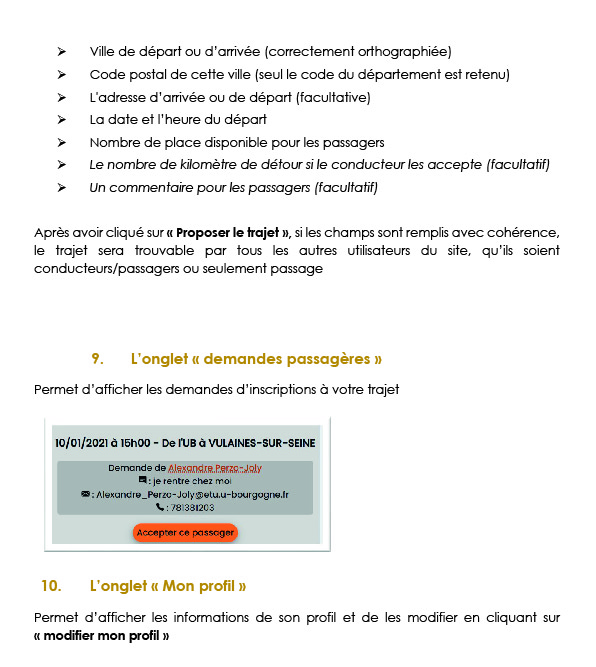 ➢ Ville de départ ou d’arrivée (correctement orthographiée)
➢ Code postal de cette ville (seul le code du département est retenu)
➢ L'adresse d’arrivée ou de départ (facultative)
➢ La date et l’heure du départ
➢ Nombre de place disponible pour les passagers
➢ Le nombre de kilomètre de détour si le conducteur les accepte (facultatif)
➢ Un commentaire pour les passagers (facultatif)
Après avoir cliqué sur « Proposer le trajet », si les champs sont remplis avec cohérence,
le trajet sera trouvable par tous les autres utilisateurs du site, qu’ils soient
conducteurs/passagers ou seulement passage
9. L’onglet « demandes passagères »
Permet d’afficher les demandes d’inscriptions à votre trajet
10/01/2021 à 15h00 - De l'UB à VULAINES-SUR-SEINE
Demande de Alexandre Perzo-Joly
: je rentre chez moi
: Alexandre_Perzo-Joly@etu.u-bourgogne.fr
: 781381203
Accepter ce passager
10. L’onglet « Mon profil »
Permet d’afficher les informations de son profil et de les modifier en cliquant sur
« modifier mon profil »